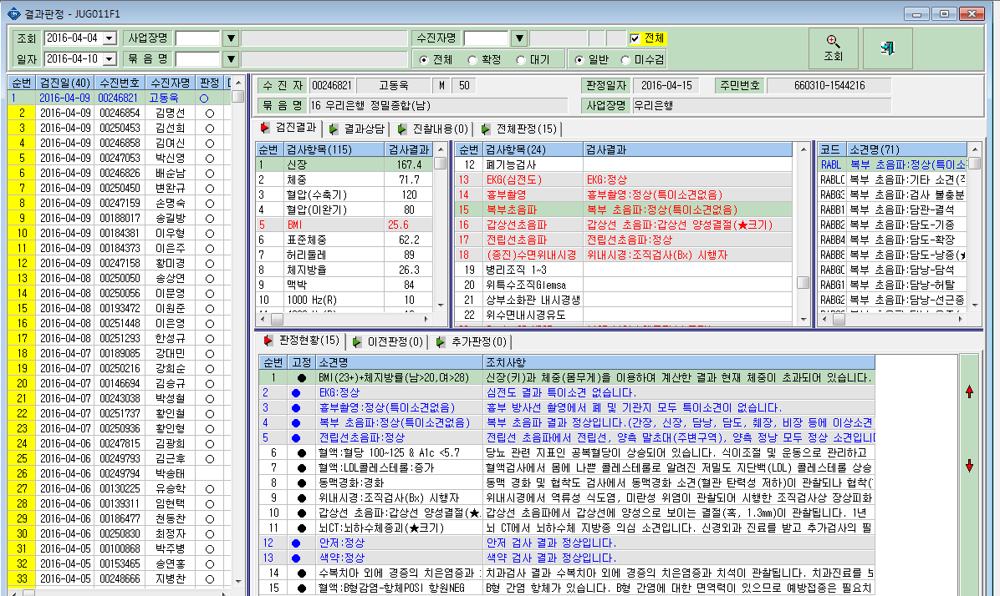 결과판정 - JUG011F1
조회 2016-04-04 사업장명 수진자명 전체
일자 2016-04-10 묶음명 전체 확정 대기 일반 미수검
조회
순번 검진일(40) 수진번호 수진자명 판정
1 2016-04-09 00246821 고동욱 ○
2 2016-04-09 00246854 김명선 ○
3 2016-04-09 00250453 김선희 ○
4 2016-04-09 00246858 김여신 ○
5 2016-04-09 00247053 박신영 ○
6 2016-04-09 00246826 배순남 ○
7 2016-04-09 00250450 변완규 ○
8 2016-04-09 00247159 손명숙 ○
9 2016-04-09 00188017 송길방 ○
10 2016-04-09 00184381 이우형 ○
11 2016-04-09 00184373 이은주 ○
12 2016-04-09 00247158 황미경 ○
13 2016-04-08 00250050 송상연 ○
14 2016-04-08 00250056 이문영 ○
15 2016-04-08 00193472 이원준 ○
16 2016-04-08 00251448 이은영 ○
17 2016-04-08 00251293 한성규 ○
18 2016-04-07 00189085 강대민 ○
19 2016-04-07 00250216 강희순 ○
20 2016-04-07 00146694 김승규 ○
21 2016-04-07 00243038 박성철 ○
22 2016-04-07 00251737 황인철 ○
23 2016-04-07 00250936 황인형 ○
24 2016-04-06 00247815 김광희 ○
25 2016-04-06 00249793 김근후 ○
26 2016-04-06 00249794 박송태
27 2016-04-06 00130225 유승학 ○
28 2016-04-06 00139311 임현택 ○
29 2016-04-06 00186477 천동찬 ○
30 2016-04-06 00250830 최정자 ○
31 2016-04-05 00100868 박주병 ○
32 2016-04-05 00153465 송연홍 ○
33 2016-04-05 00248666 지병찬 ○
수 진 자 00246821 고동욱 M 50 판정일자 2016-04-15 주민번호 660310-1544216
묶 음 명 16 우리은행 정밀종합(남) 사업장명 우리은행
검진결과 결과상담 진찰내용(0) 전체판정(15)
순번 검사항목(115) 검사결과
1 신장 167.4
2 체중 71.7
3 혈압(수축기) 120
4 혈압(이완기) 80
5 BMI 25.6
6 표준체중 62.2
7 허리둘레 89
8 체지방율 26.3
9 맥박 84
10 1000 Hz(R) 10
순번 검사항목(24) 검사결과
12 폐기능검사
13 EKG(심전도) EKG:정상
14 흉부촬영 흉부촬영:정상(특이소견없음)
15 복부초음파 복부 초음파:정상(특이소견없음)
16 갑상선초음파 갑상선 초음파:갑상선 양성결절(★크기)
17 전립선초음파 전립선초음파:정상
18 (종진)수면위내시경 위내시경:조직검사(Bx) 시행자
19 병리조직 1~3
20 위특수조직Giemsa
21 상부소화관 내시경생
22 위수면내시경유도
코드 소견명(71)
RABL 복부 초음파:정상(특이소
RABLC 복부 초음파:기타 소견(직
RABG3 복부 초음파:검사 불충분
RABB1 복부 초음파:담관-결석
RABB2 복부 초음파:담도-기종
RABB4 복부 초음파:담도-확장
RABBE 복부 초음파:담도-낭종(★
RABGC 복부 초음파:담낭-담석
RABG1 복부 초음파:담낭-허탈
RABG2 복부 초음파:담낭-선근종
판정현황(15) 이전판정(0) 추가판정(0)
순번 고정 소견명 조치사항
1 ● BMI(23+)+체지방률(남>20,여>28) 신장(키)과 체중(몸무게)을 이용하여 계산한 결과 현재 체중이 초과되어 있습니다.
2 ● EKG:정상 심전도 결과 특이소견 없습니다.
3 ● 흉부촬영:정상(특이소견없음) 흉부 방사선 촬영에서 폐 및 기관지 모두 특이소견이 없습니다.
4 ● 복부 초음파:정상(특이소견없음) 복부 초음파 결과 정상입니다.(간장, 신장, 담낭, 담도, 췌장, 비장 등에 이상소견
5 ● 전립선초음파:정상 전립선 초음파에서 전립선, 양측 말초대(주변구역), 양측 정낭 모두 정상 소견입니
6 ● 혈액:혈당 100~125 & A1c <5.7 당뇨 관련 지표인 공복혈당이 상승되어 있습니다. 식이조절 및 운동으로 관리하고
7 ● 혈액:LDL콜레스테롤:증가 혈액검사에서 몸에 나쁜 콜레스테롤로 알려진 저밀도 지단백(LDL) 콜레스테롤 상승
8 ● 동맥경화:경화 동맥 경화 및 협착도 검사에서 동맥경화 소견(혈관 탄력성 저하)이 관찰되나 협착(
9 ● 위내시경:조직검사(Bx) 시행자 위내시경에서 역류성 식도염, 미란성 위염이 관찰되어 시행한 조직검사상 장상피화
10 ● 갑상선 초음파:갑상선 양성결절(★ 갑상선 초음파에서 갑상선에 양성으로 보이는 결절(혹, 1.3mm)이 관찰됩니다. 1년
11 ● 뇌CT:뇌하수체종괴(★크기) 뇌 CT에서 뇌하수체 지방종 의심 소견입니다. 신경외과 진료를 받고 추가검사의 필
12 ● 안저:정상 안저 검사 결과 정상입니다.
13 ● 색약:정상 색약 검사 결과 정상입니다.
14 ● 수복치아 외에 경증의 치은염증과 치과검사 결과 수복치아 외에 경증의 치은염증과 치석이 관찰됩니다. 치과진료를
15 ● 혈액:B형간염-항체POSI 항원NEG B형 간염 항체가 있습니다. B형 간염에 대한 면역력이 있으므로 예방접종은 필요치